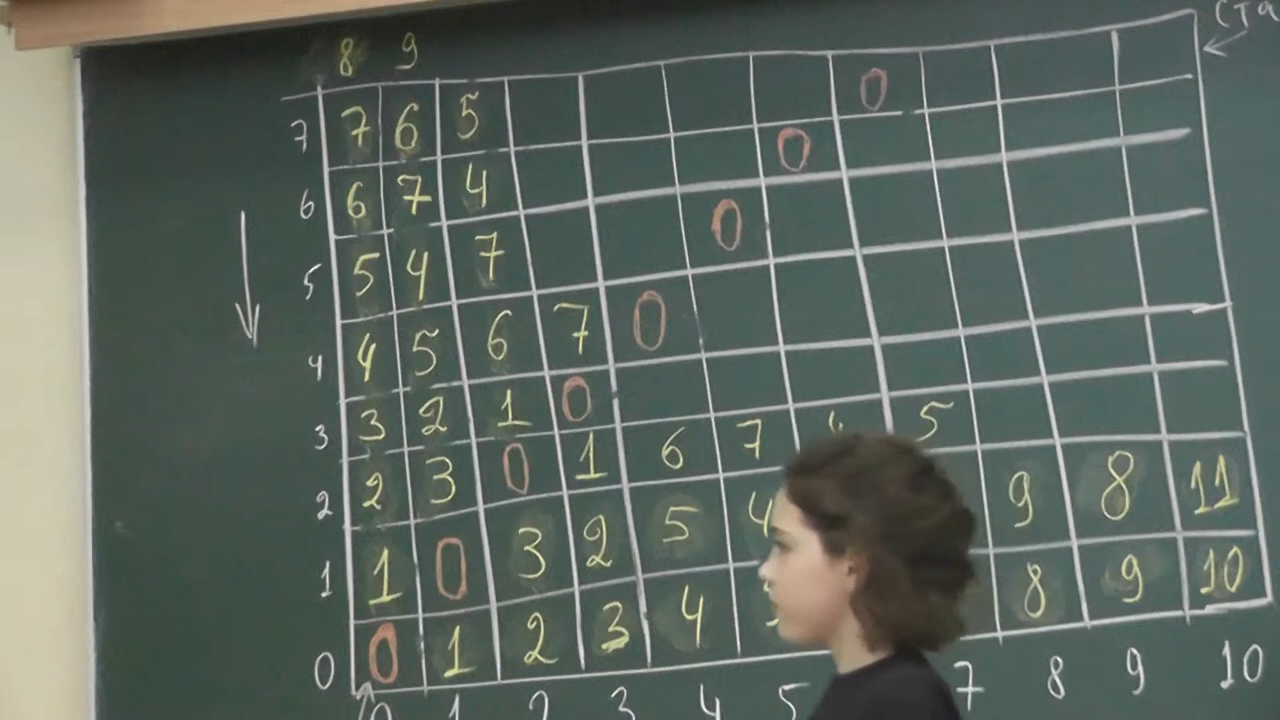 8 9
7 7 6 5 0
6 6 7 4 0
5 5 4 7 0
4 4 5 6 7 0
3 3 2 1 0
2 2 3 0 1 6 7 5
1 1 0 3 2 5 4 9 8 11
0 0 1 2 3 4 8 9 10
0 1 2 3 4 5 7 8 9 10